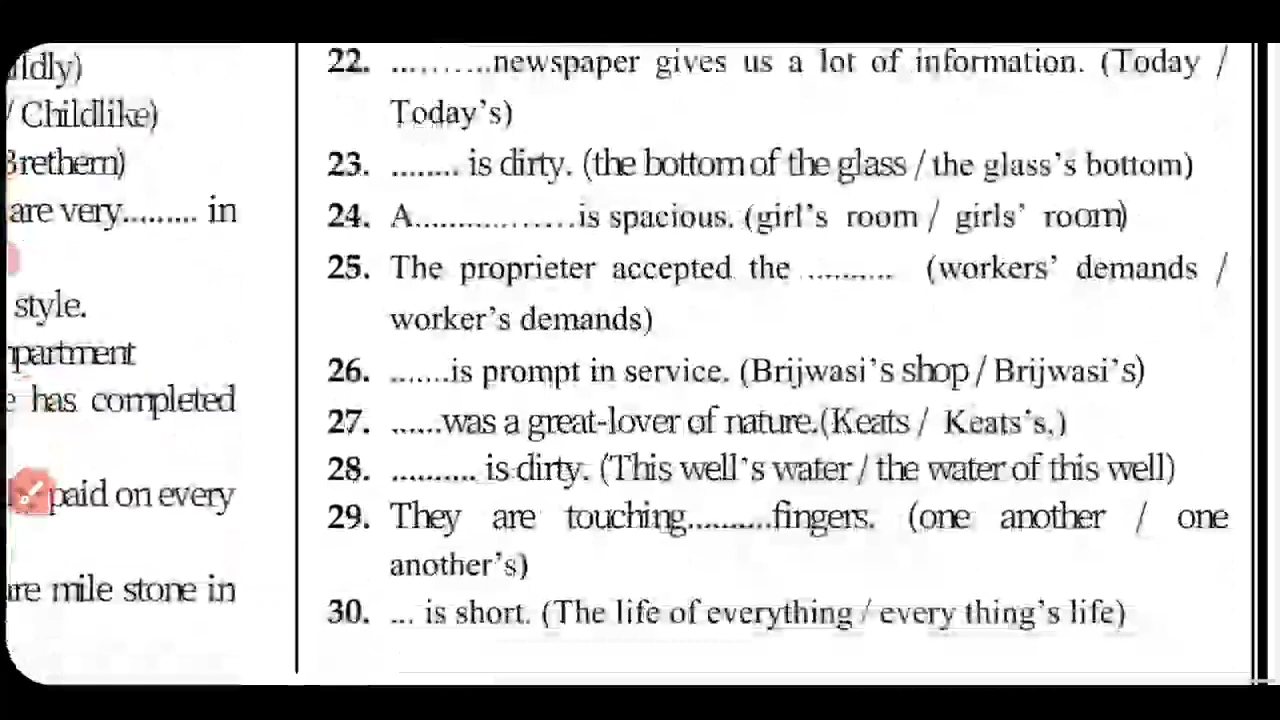 ldly)
/ Childlike)
Brethern)
are very......... in
style.
partment
e has completed
paid on every
are mile stone in
22. ..........newspaper gives us a lot of information. (Today /
Today's)
23. ........ is dirty. (the bottom of the glass / the glass's bottom)
24. A................is spacious. (girl's room / girls' room)
25. The proprieter accepted the .......... (workers' demands /
worker's demands)
26. .......is prompt in service. (Brijwasi's shop / Brijwasi's)
27. ......was a great-lover of nature.(Keats / Keats's.)
28. .......... is dirty. (This well's water / the water of this well)
29. They are touching..........fingers. (one another / one
another's)
30. ... is short. (The life of everything / every thing's life)